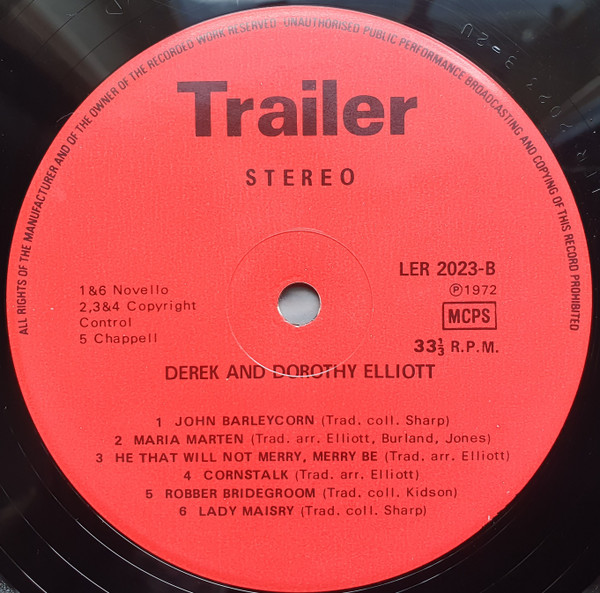 ALL RIGHTS OF THE MANUFACTURER AND OF THE OWNER OF THE RECORDED WORK RESERVED UNAUTHORISED PUBLIC PERFORMANCE BROADCASTING AND COPYING OF THIS RECORD PROHIBITED
Trailer
STEREO
LER 2023-B
Ⓟ1972
MCPS
33⅓ R.P.M.
1&6 Novello
2,3&4 Copyright
Control
5 Chappell
DEREK AND DOROTHY ELLIOTT
1 JOHN BARLEYCORN (Trad. coll. Sharp)
2 MARIA MARTEN (Trad. arr. Elliott, Burland, Jones)
3 HE THAT WILL NOT MERRY, MERRY BE (Trad. arr. Elliott)
4 CORNSTALK (Trad. arr. Elliott)
5 ROBBER BRIDEGROOM (Trad. coll. Kidson)
6 LADY MAISRY (Trad. coll. Sharp)